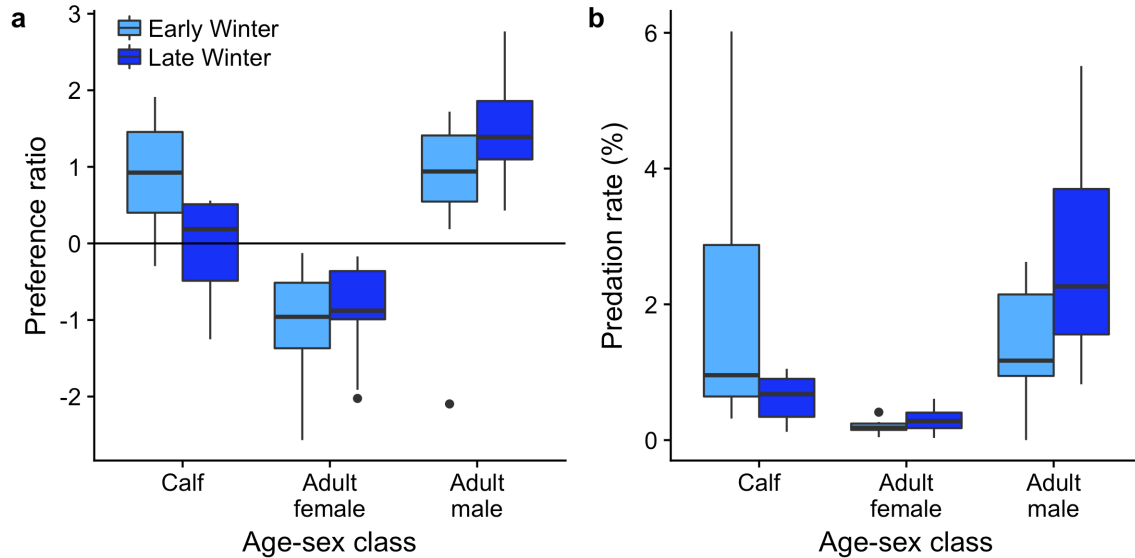 a
Early Winter
Late Winter
Preference ratio
3
2
1
0
-1
-2
Calf
Adult
female
Adult
male
Age-sex class
b
Predation rate (%)
6
4
2
0
Calf
Adult
female
Adult
male
Age-sex class